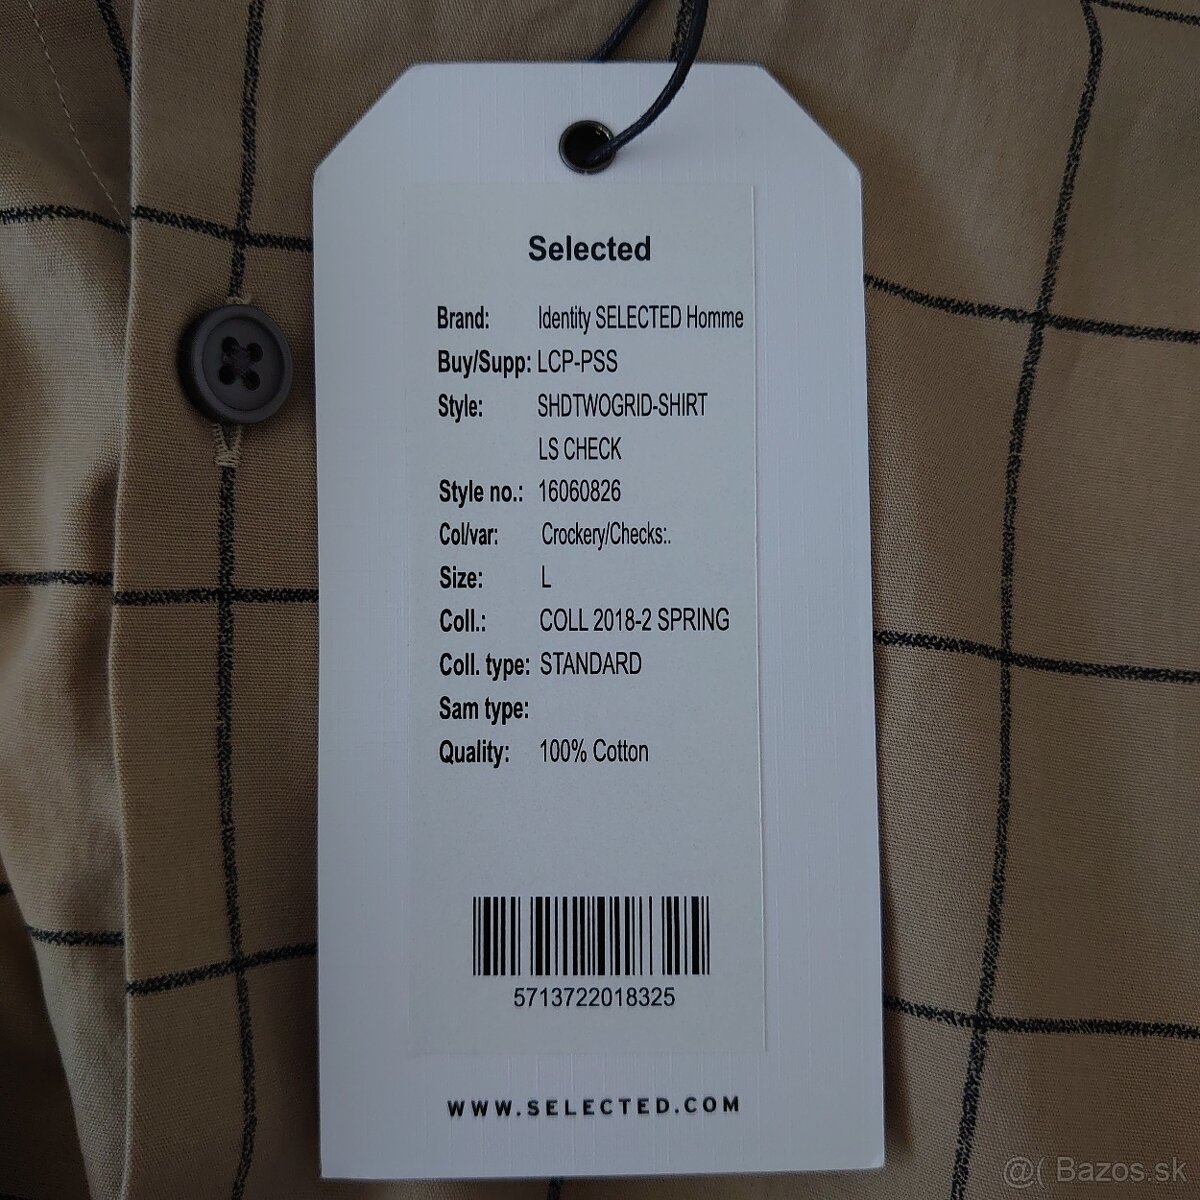 Selected
Brand: Identity SELECTED Homme
Buy/Supp: LCP-PSS
Style: SHDTWOGRID-SHIRT
LS CHECK
Style no.: 16060826
Col/var: Crockery/Checks:.
Size: L
Coll.: COLL 2018-2 SPRING
Coll. type: STANDARD
Sam type:
Quality: 100% Cotton
5713722018325
WWW.SELECTED.COM
@( Bazos.sk